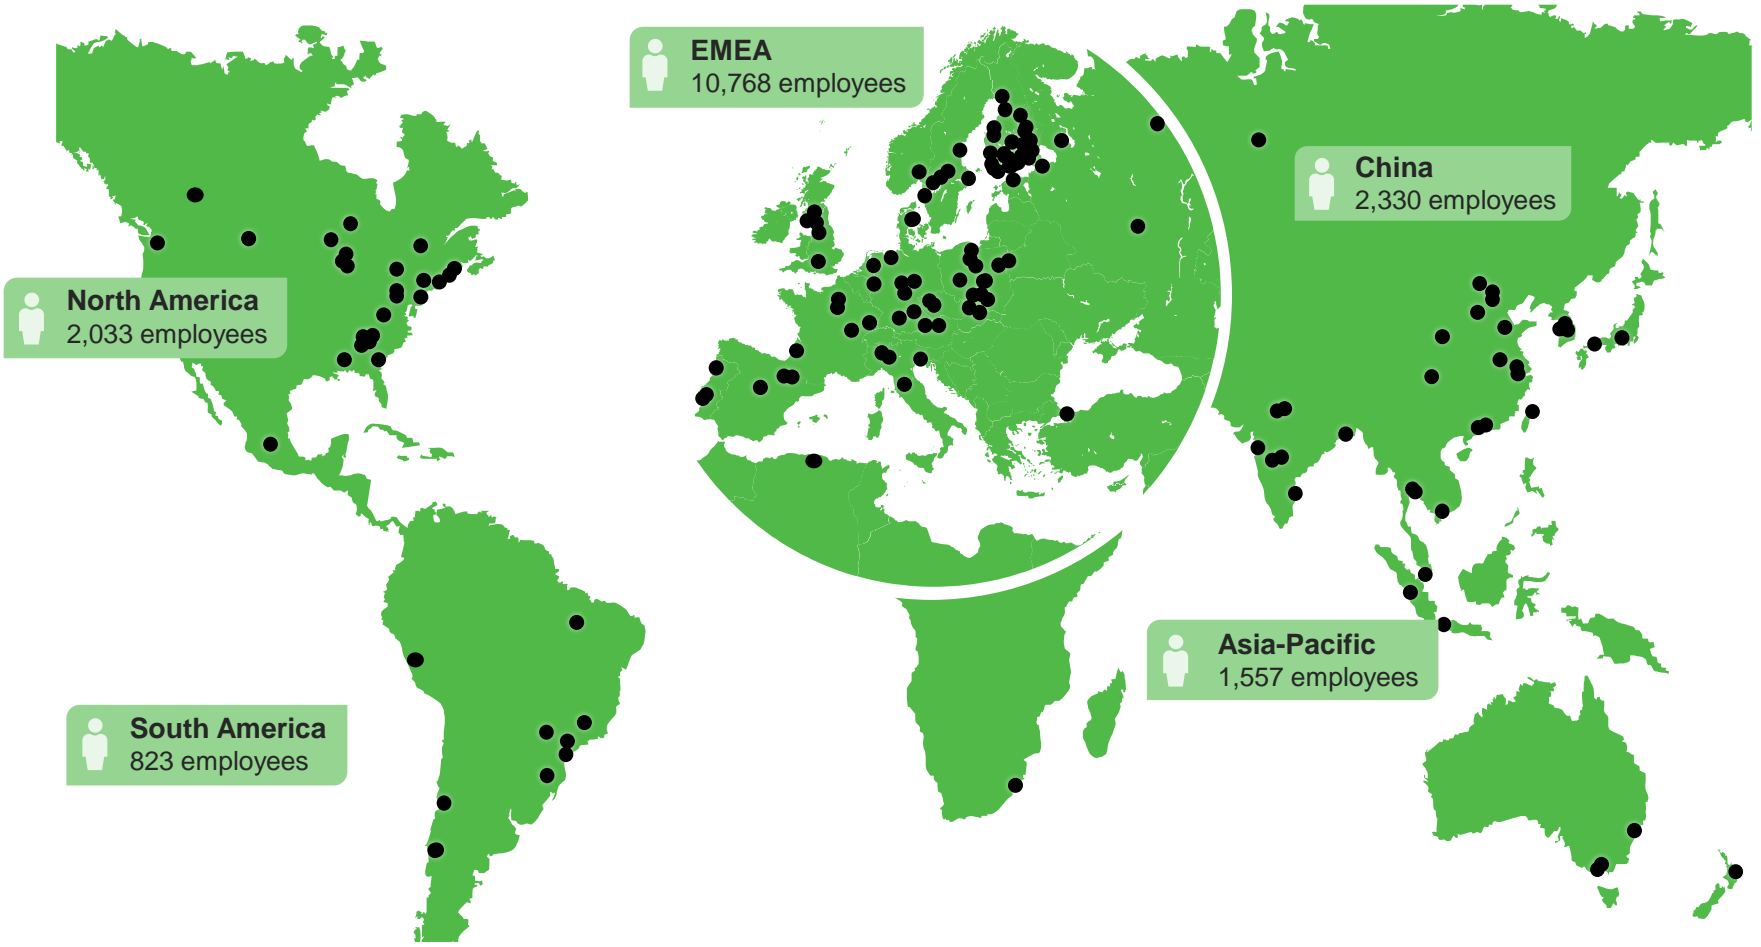 EMEA
10,768 employees
China
2,330 employees
North America
2,033 employees
Asia-Pacific
1,557 employees
South America
823 employees